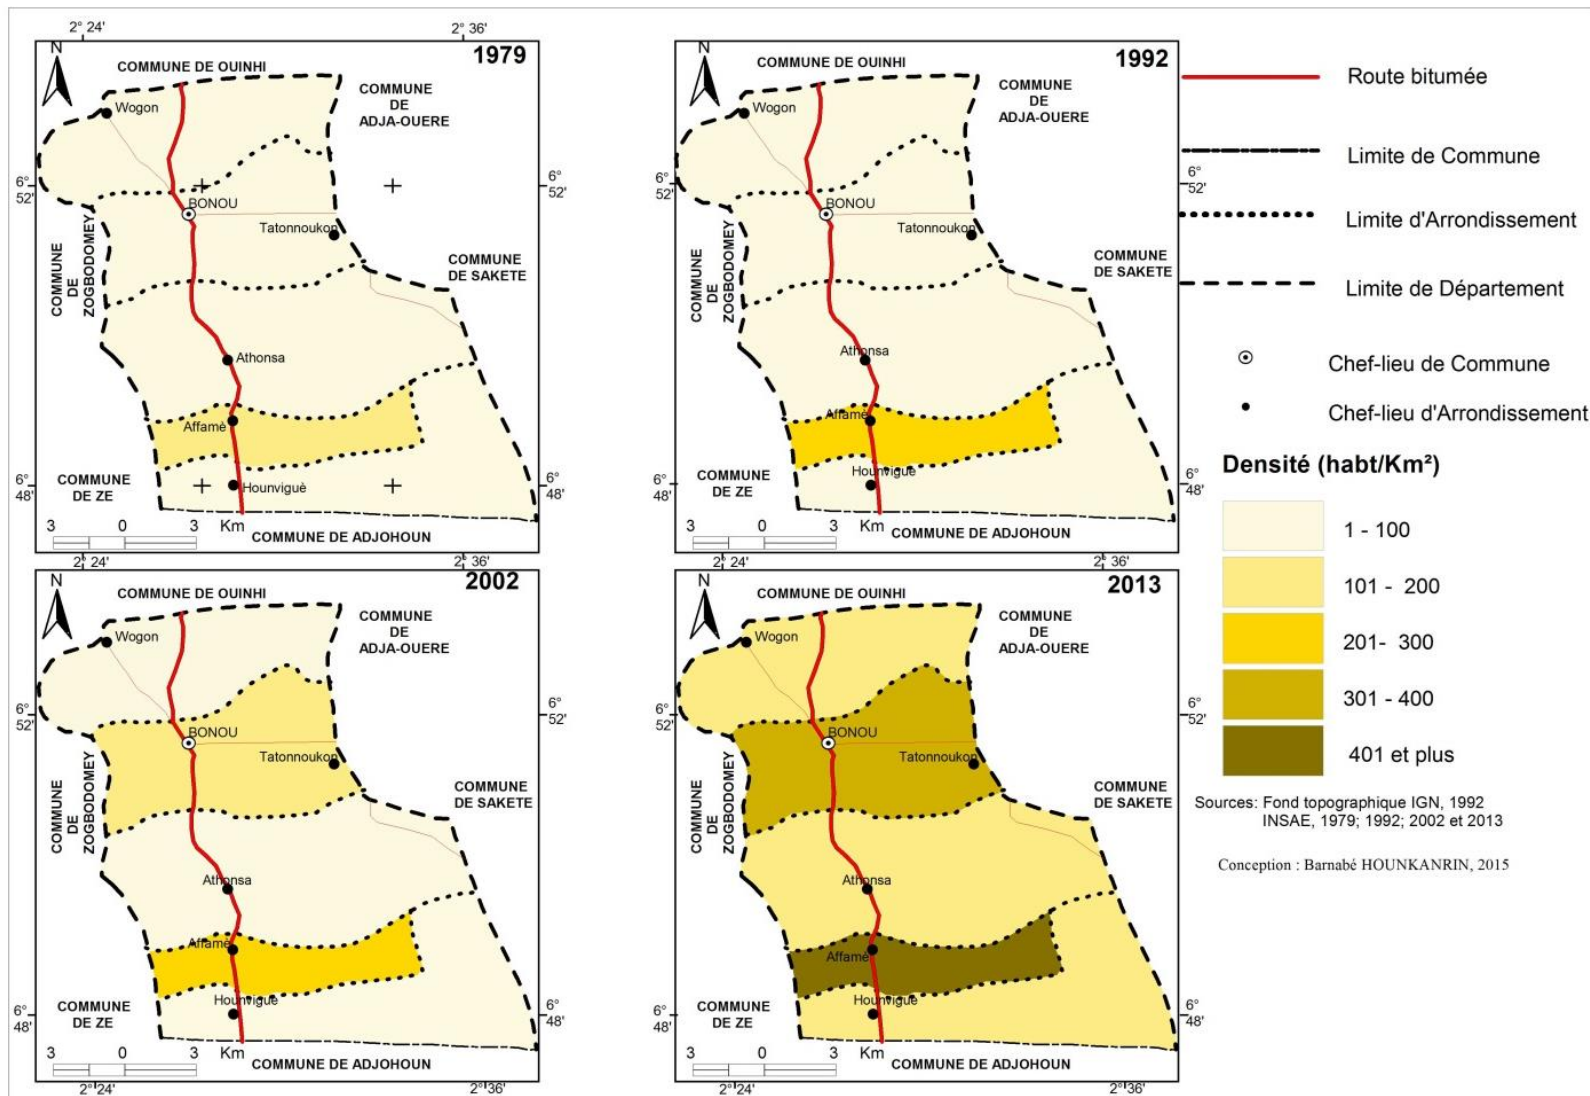 2° 24'
2° 36'
N
1979
COMMUNE DE OUINHI
COMMUNE
DE
ADJA-OUERE
Wogon
6°
52'
6°
52'
BONOU
Tatonnoukon
COMMUNE
DE
ZOGBODOMEY
COMMUNE
DE SAKETE
Athonsa
Affamè
COMMUNE
DE ZE
Hounviguè
6°
48'
6°
48'
3 0 3 Km
COMMUNE DE ADJOHOUN
2° 24'
2° 36'
N
1992
COMMUNE DE OUINHI
COMMUNE
DE
ADJA-OUERE
Wogon
6°
52'
BONOU
Tatonnoukon
COMMUNE
DE
ZOGBODOMEY
COMMUNE
DE SAKETE
Athonsa
Affamè
COMMUNE
DE ZE
Hounviguè
6°
48'
3 0 3 Km
COMMUNE DE ADJOHOUN
2° 24'
2° 36'
N
2002
COMMUNE DE OUINHI
COMMUNE
DE
ADJA-OUERE
Wogon
6°
52'
6°
52'
BONOU
Tatonnoukon
COMMUNE
DE
ZOGBODOMEY
COMMUNE
DE SAKETE
Athonsa
Affamè
COMMUNE
DE ZE
Hounviguè
6°
48'
6°
48'
3 0 3 Km
COMMUNE DE ADJOHOUN
2° 24'
2° 36'
N
2013
COMMUNE DE OUINHI
COMMUNE
DE
ADJA-OUERE
Wogon
6°
52'
BONOU
Tatonnoukon
COMMUNE
DE
ZOGBODOMEY
COMMUNE
DE SAKETE
Athonsa
Affamè
COMMUNE
DE ZE
Hounviguè
6°
48'
3 0 3 Km
COMMUNE DE ADJOHOUN
2° 24'
2° 36'
Route bitumée
Limite de Commune
Limite d'Arrondissement
Limite de Département
Chef-lieu de Commune
Chef-lieu d'Arrondissement
Densité (habt/Km²)
1 - 100
101 - 200
201- 300
301 - 400
401 et plus
Sources: Fond topographique IGN, 1992
INSAE, 1979; 1992; 2002 et 2013
Conception : Barnabé HOUNKANRIN, 2015